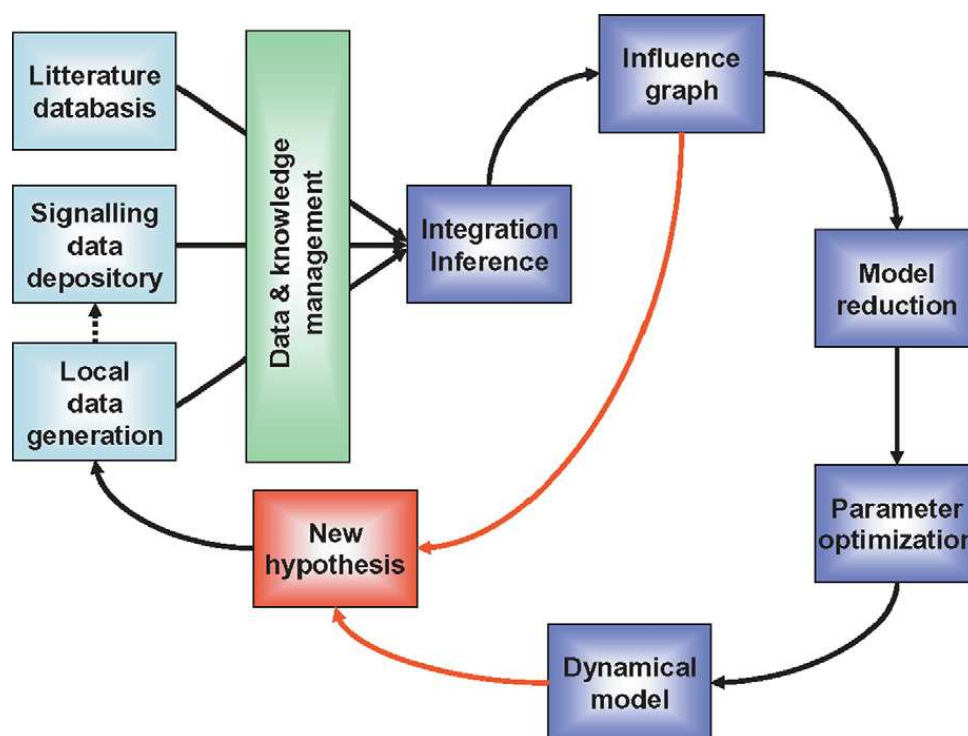 Litterature
databasis
Signalling
data
depository
Local
data
generation
Data & knowledge
management
Integration
Inference
Influence
graph
Model
reduction
Parameter
optimization
Dynamical
model
New
hypothesis